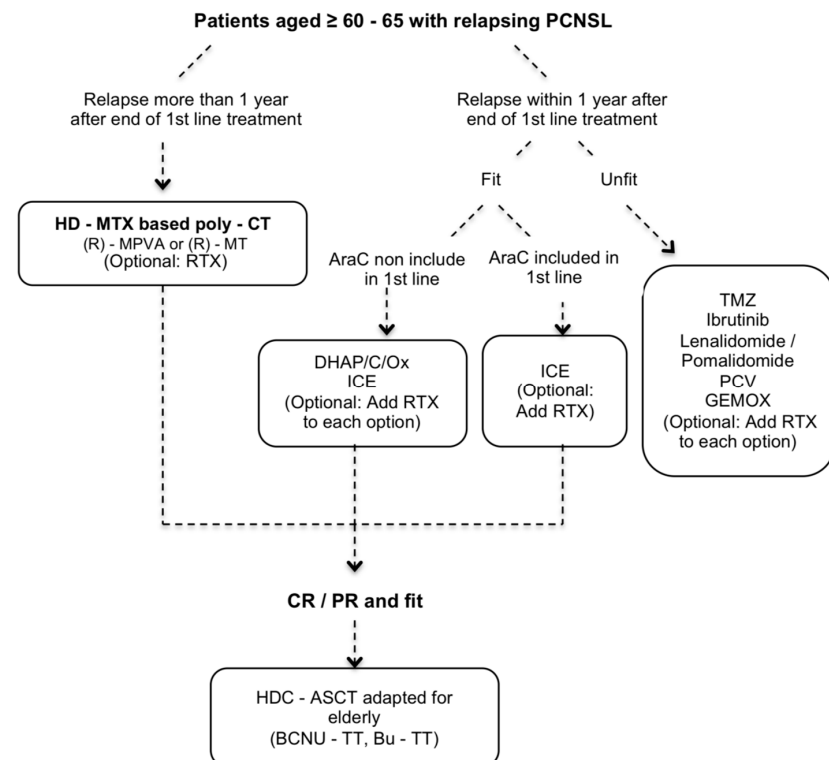 Patients aged ≥ 60 - 65 with relapsing PCNSL
Relapse more than 1 year
after end of 1st line treatment
Relapse within 1 year after
end of 1st line treatment
Fit
Unfit
HD - MTX based poly - CT
(R) - MPVA or (R) - MT
(Optional: RTX)
AraC non include
in 1st line
AraC included in
1st line
DHAP/C/Ox
ICE
(Optional: Add RTX
to each option)
ICE
(Optional:
Add RTX)
TMZ
Ibrutinib
Lenalidomide /
Pomalidomide
PCV
GEMOX
(Optional: Add RTX
to each option)
CR / PR and fit
HDC - ASCT adapted for
elderly
(BCNU - TT, Bu - TT)